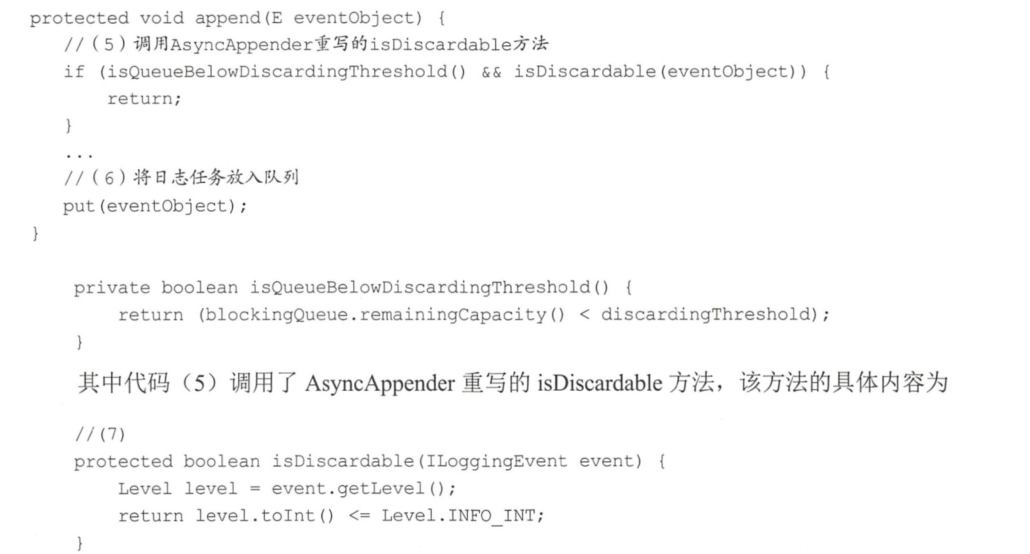 protected void append(E eventObject) {
//（5）调用AsyncAppender重写的isDiscardable方法
if (isQueueBelowDiscardingThreshold() && isDiscardable(eventObject)) {
return;
}
...
//（6）将日志任务放入队列
put(eventObject);
}
private boolean isQueueBelowDiscardingThreshold() {
return (blockingQueue.remainingCapacity() < discardingThreshold);
}
其中代码（5）调用了 AsyncAppender 重写的 isDiscardable 方法，该方法的具体内容为
//(7)
protected boolean isDiscardable(ILoggingEvent event) {
Level level = event.getLevel();
return level.toInt() <= Level.INFO_INT;
}